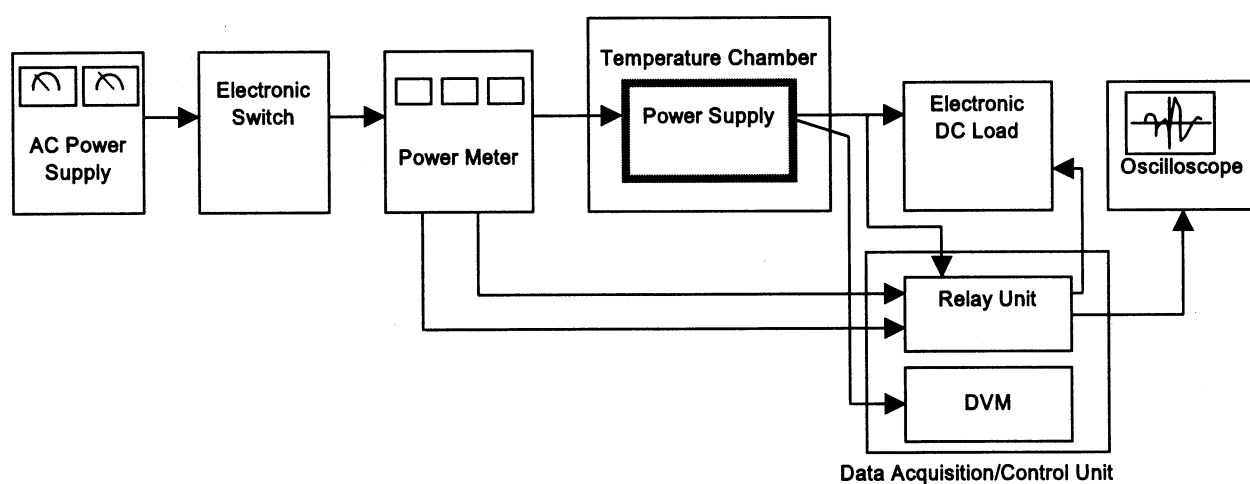 AC Power
Supply
Electronic
Switch
Power Meter
Temperature Chamber
Power Supply
Electronic
DC Load
Oscilloscope
Relay Unit
DVM
Data Acquisition/Control Unit